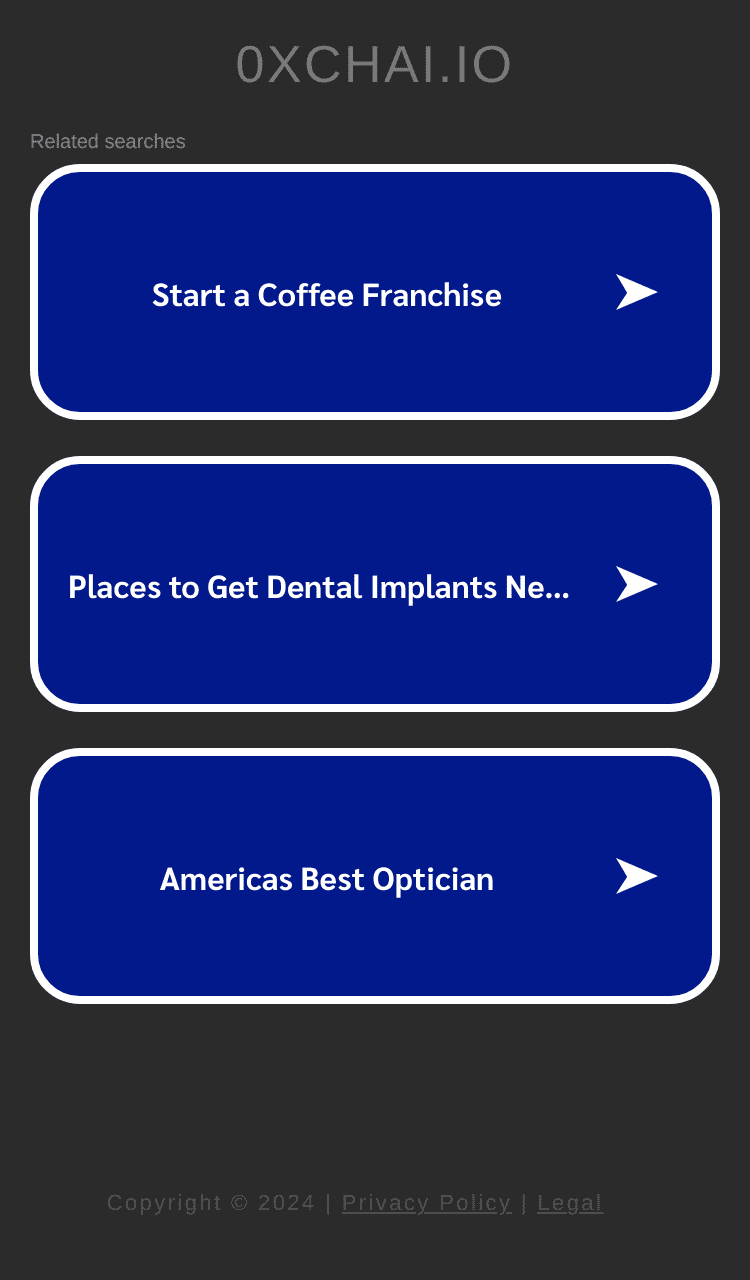 0XCHAI.IO
Related searches
Start a Coffee Franchise
Places to Get Dental Implants Ne...
Americas Best Optician
Copyright © 2024 | Privacy Policy | Legal